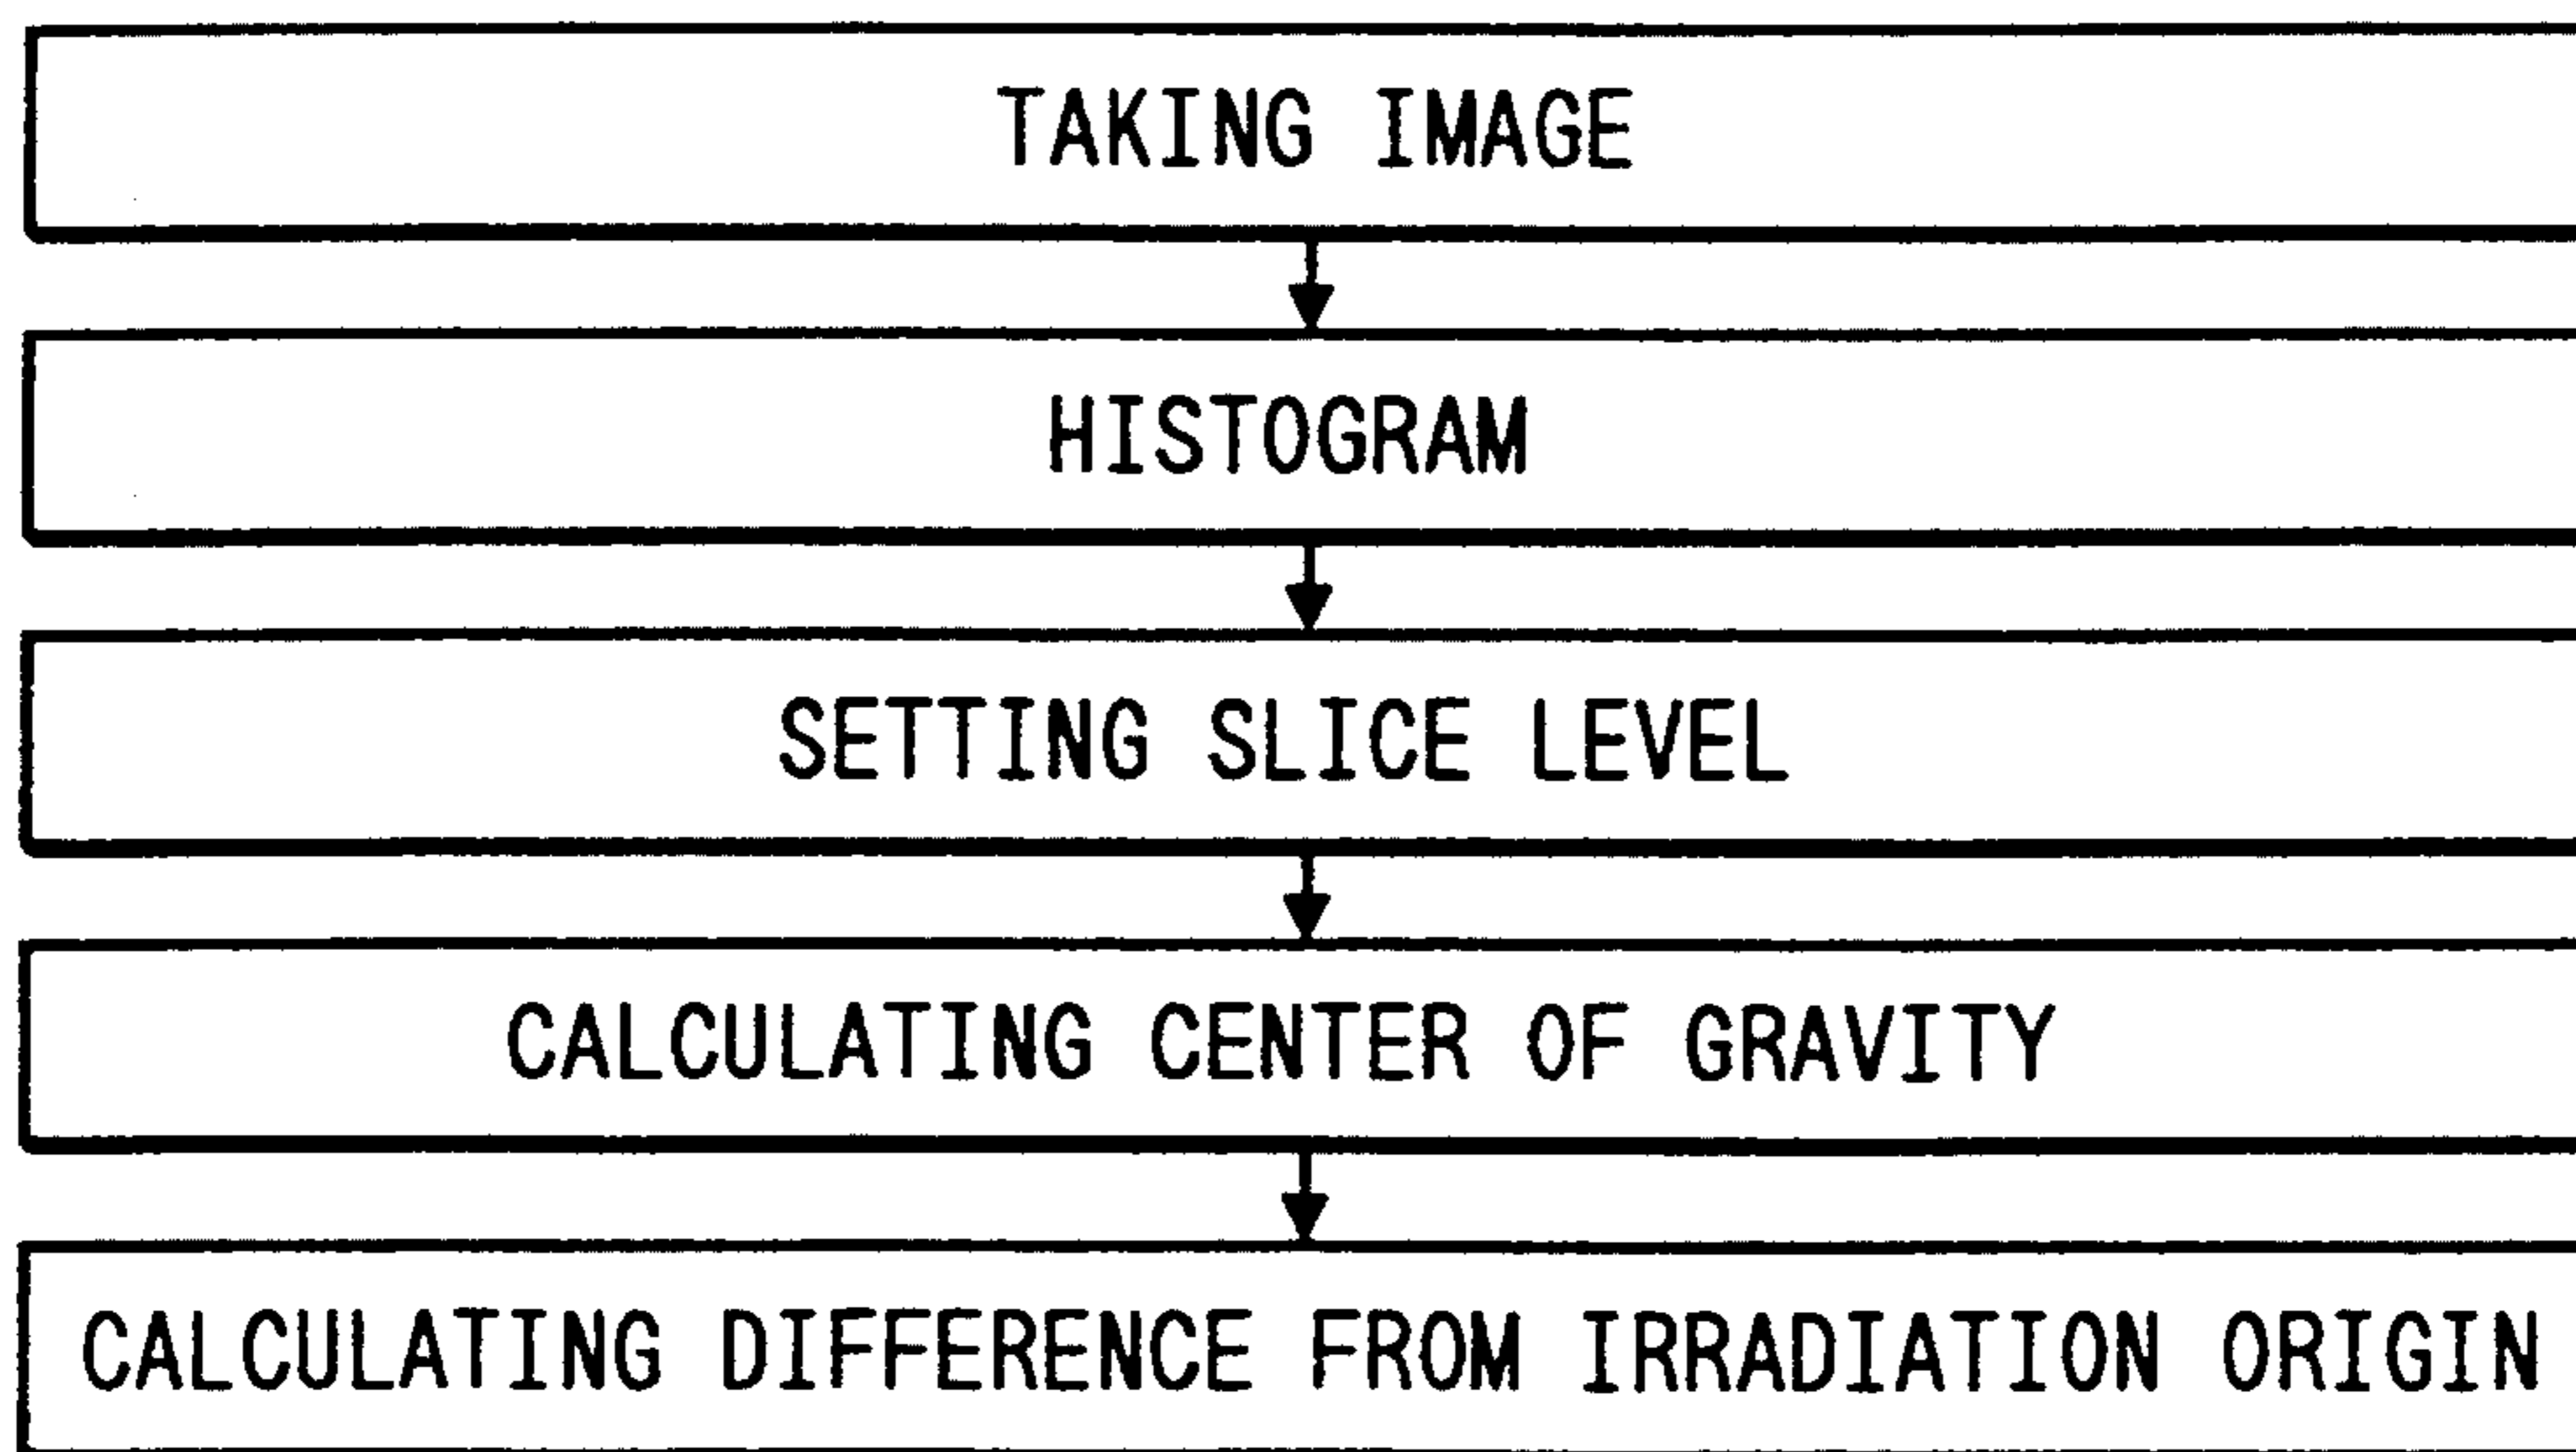 TAKING IMAGE
HISTOGRAM
SETTING SLICE LEVEL
CALCULATING CENTER OF GRAVITY
CALCULATING DIFFERENCE FROM IRRADIATION ORIGIN